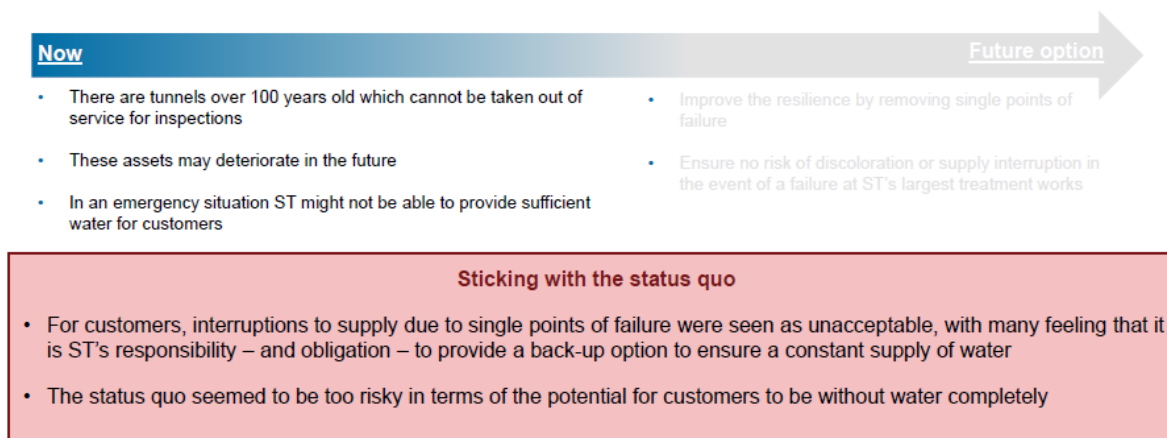 Now
Future option
• There are tunnels over 100 years old which cannot be taken out of
service for inspections
• These assets may deteriorate in the future
• In an emergency situation ST might not be able to provide sufficient
water for customers
• Improve the resilience by removing single points of
failure
• Ensure no risk of discoloration or supply interruption in
the event of a failure at ST's largest treatment works
Sticking with the status quo
• For customers, interruptions to supply due to single points of failure were seen as unacceptable, with many feeling that it
is ST's responsibility – and obligation – to provide a back-up option to ensure a constant supply of water
• The status quo seemed to be too risky in terms of the potential for customers to be without water completely